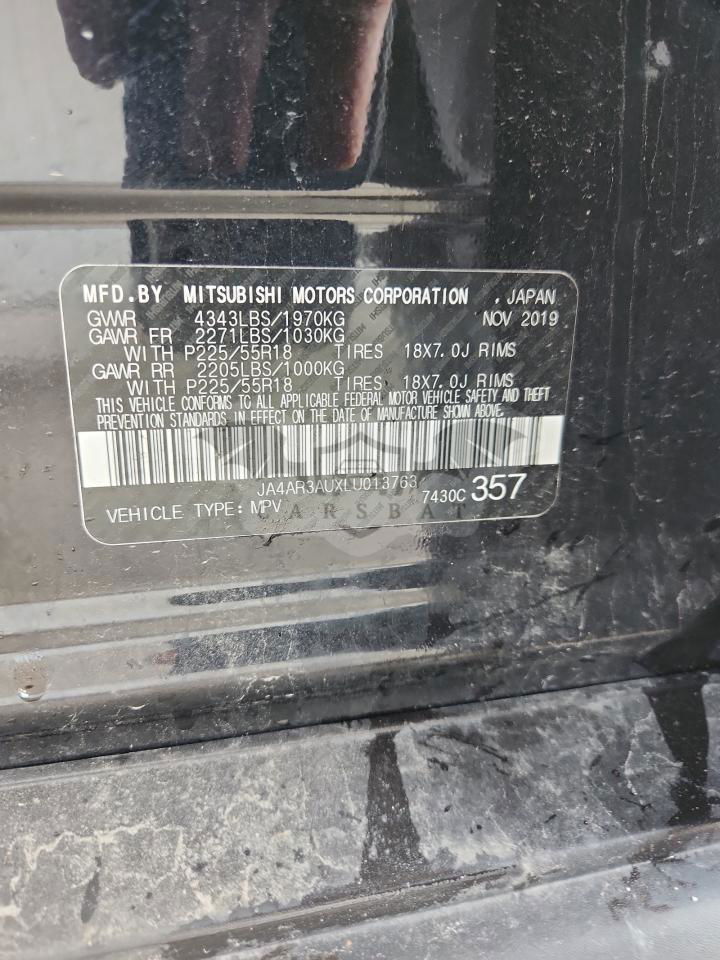 MFD.BY MITSUBISHI MOTORS CORPORATION , JAPAN
GVWR 4343LBS/1970KG NOV 2019
GAWR FR 2271LBS/1030KG
WITH P225/55R18 TIRES 18X7.0J RIMS
GAWR RR 2205LBS/1000KG
WITH P225/55R18 TIRES 18X7.0J RIMS
THIS VEHICLE CONFORMS TO ALL APPLICABLE FEDERAL MOTOR VEHICLE SAFETY AND THEFT
PREVENTION STANDARDS IN EFFECT ON THE DATE OF MANUFACTURE SHOWN ABOVE.
JA4AR3AUXLU013763
VEHICLE TYPE: MPV 7430C 357
CARSBAT